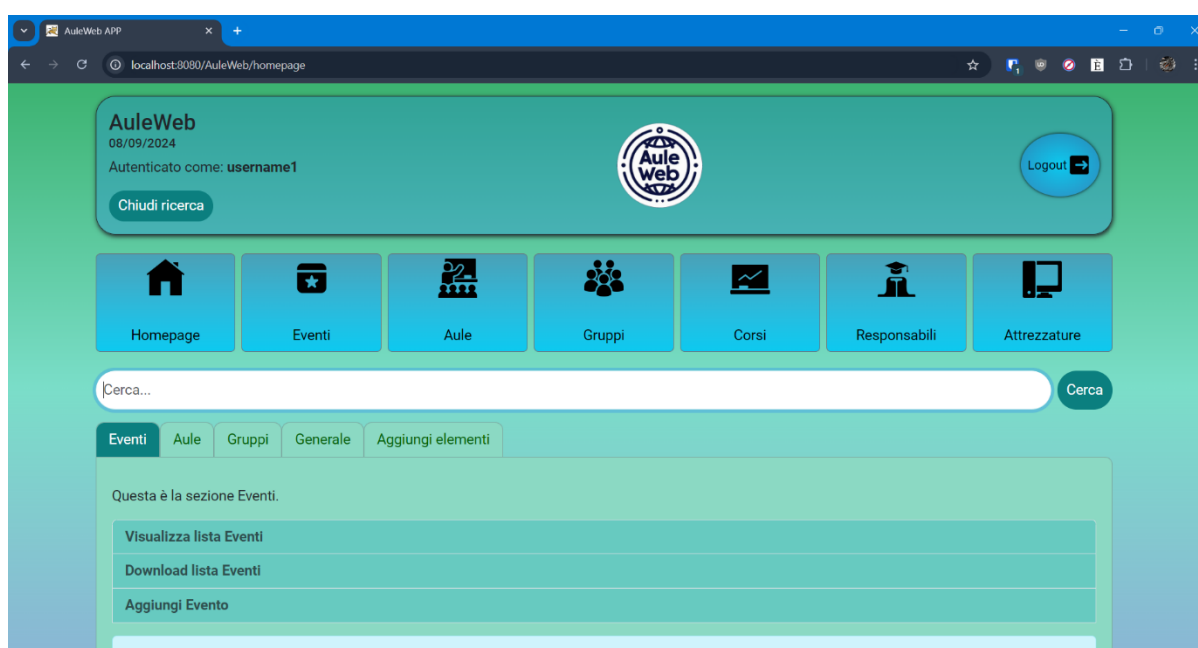 AuleWeb APP
localhost:8080/AuleWeb/homepage
1
E
AuleWeb
08/09/2024
Autenticato come: username1
Chiudi ricerca
Aule
Web
Logout
Homepage
Eventi
Aule
Gruppi
Corsi
Responsabili
Attrezzature
Cerca...
Cerca
Eventi
Aule
Gruppi
Generale
Aggiungi elementi
Questa è la sezione Eventi.
Visualizza lista Eventi
Download lista Eventi
Aggiungi Evento